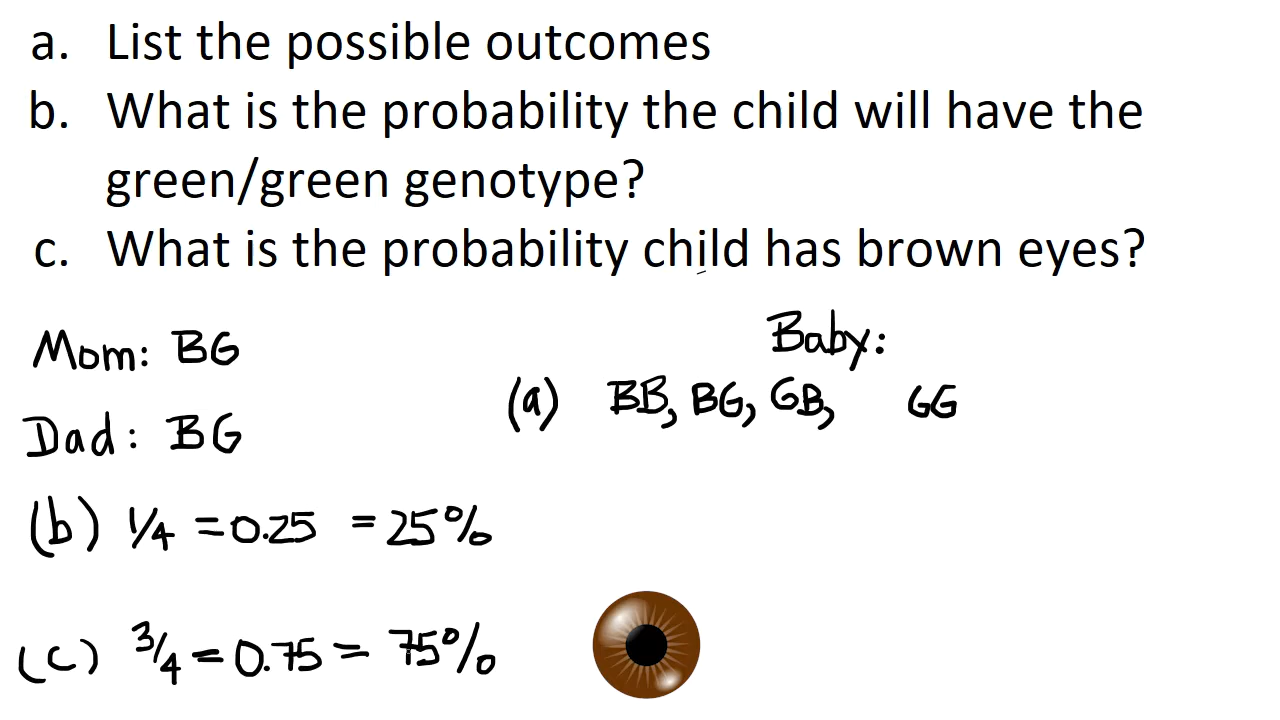 a. List the possible outcomes
b. What is the probability the child will have the
green/green genotype?
c. What is the probability child has brown eyes?
Mom: BG
Baby:
(a) BB, BG, GB, GG
Dad: BG
(b) 1/4 = 0.25 = 25%
(c) 3/4 = 0.75 = 75%